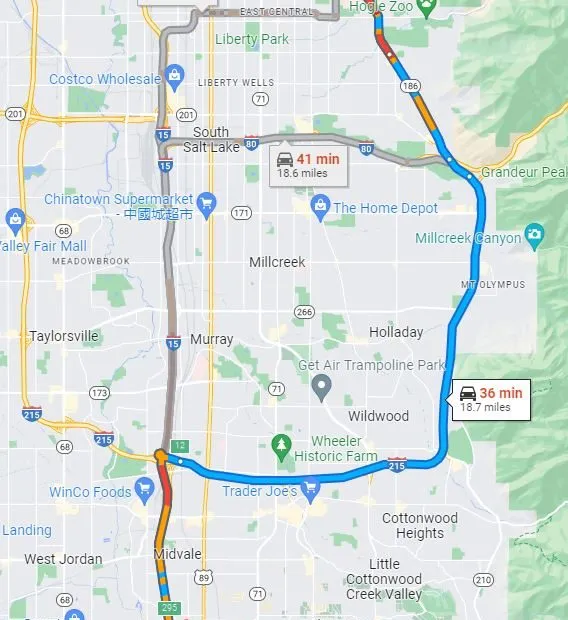 EAST CENTRAL
Hogle Zoo
Liberty Park
Costco Wholesale
LIBERTY WELLS
186
71
201
201
15
South
Salt Lake
80
80
15
41 min
18.6 miles
Grandeur Peak
Chinatown Supermarket
中國城超市
171
The Home Depot
Valley Fair Mall
68
Millcreek Canyon
MEADOWBROOK
Millcreek
MT OLYMPUS
266
Taylorsville
15
Murray
Holladay
Get Air Trampoline Park
173
71
36 min
18.7 miles
215
215
Wildwood
68
12
Wheeler
Historic Farm
215
WinCo Foods
Trader Joe's
Landing
Cottonwood
Heights
West Jordan
Midvale
89
71
Little
Cottonwood
Creek Valley
210
68
295